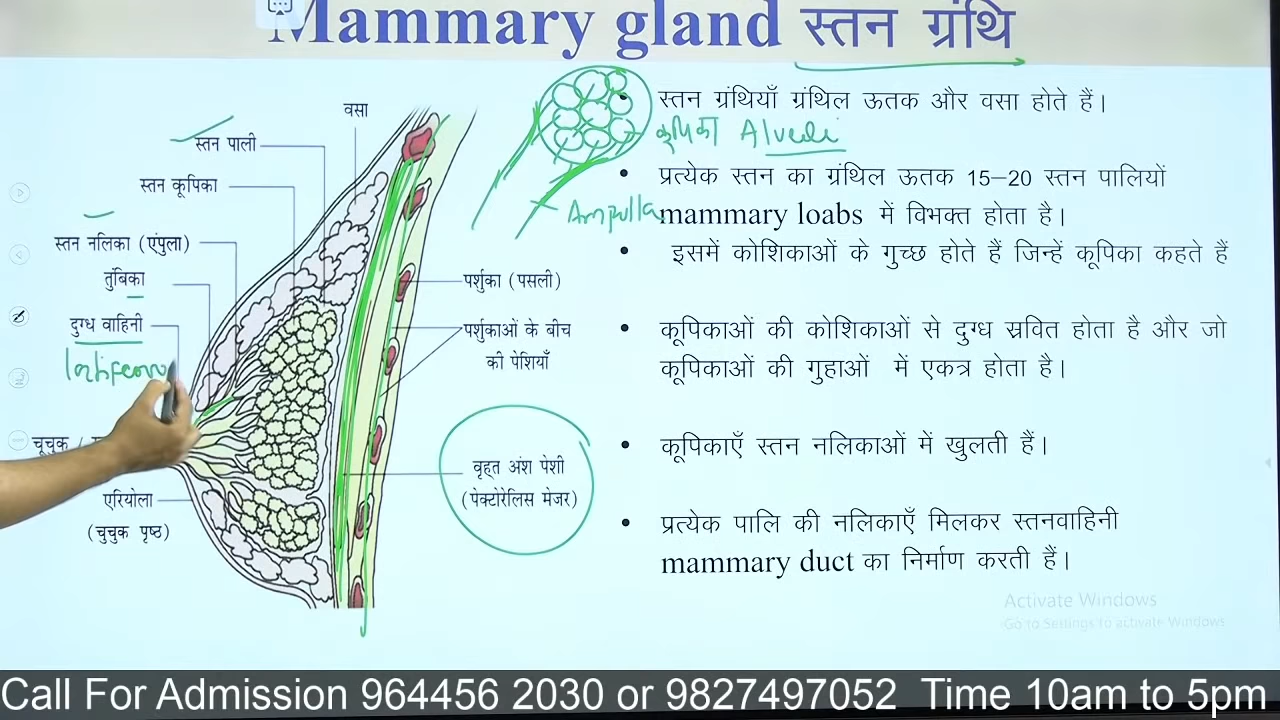 Mammary gland स्तन ग्रंथि
वसा
स्तन पाली
स्तन कूपिका
स्तन नलिका (एंपुला)
तुंबिका
दुग्ध वाहिनी
चूचुक /
एरियोला
(चुचुक पृष्ठ)
पर्शुका (पसली)
पर्शुकाओं के बीच
की पेशियाँ
वृहत अंश पेशी
(पेक्टोरेलिस मेजर)
कूपिका Alveoli
Ampulla
• स्तन ग्रंथियाँ ग्रंथिल ऊतक और वसा होते हैं।
• प्रत्येक स्तन का ग्रंथिल ऊतक 15–20 स्तन पालियों
mammary loabs में विभक्त होता है।
• इसमें कोशिकाओं के गुच्छ होते हैं जिन्हें कूपिका कहते हैं
• कूपिकाओं की कोशिकाओं से दुग्ध स्रवित होता है और जो
कूपिकाओं की गुहाओं में एकत्र होता है।
• कूपिकाएँ स्तन नलिकाओं में खुलती हैं।
• प्रत्येक पालि की नलिकाएँ मिलकर स्तनवाहिनी
mammary duct का निर्माण करती हैं।
Activate Windows
Go to Settings to activate Windows.
Call For Admission 964456 2030 or 9827497052 Time 10am to 5pm